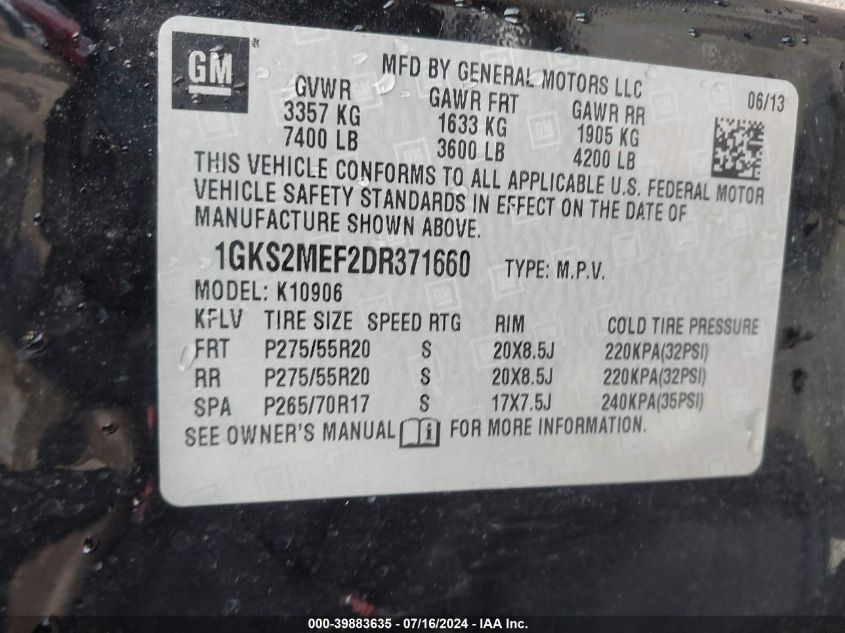 GM
MFD BY GENERAL MOTORS LLC
06/13
GVWR GAWR FRT GAWR RR
3357 KG 1633 KG 1905 KG
7400 LB 3600 LB 4200 LB
THIS VEHICLE CONFORMS TO ALL APPLICABLE U.S. FEDERAL MOTOR
VEHICLE SAFETY STANDARDS IN EFFECT ON THE DATE OF
MANUFACTURE SHOWN ABOVE.
1GKS2MEF2DR371660 TYPE: M.P.V.
MODEL: K10906
KFLV TIRE SIZE SPEED RTG RIM COLD TIRE PRESSURE
FRT P275/55R20 S 20X8.5J 220KPA(32PSI)
RR P275/55R20 S 20X8.5J 220KPA(32PSI)
SPA P265/70R17 S 17X7.5J 240KPA(35PSI)
SEE OWNER'S MANUAL i FOR MORE INFORMATION.
000-39883635 - 07/16/2024 - IAA Inc.